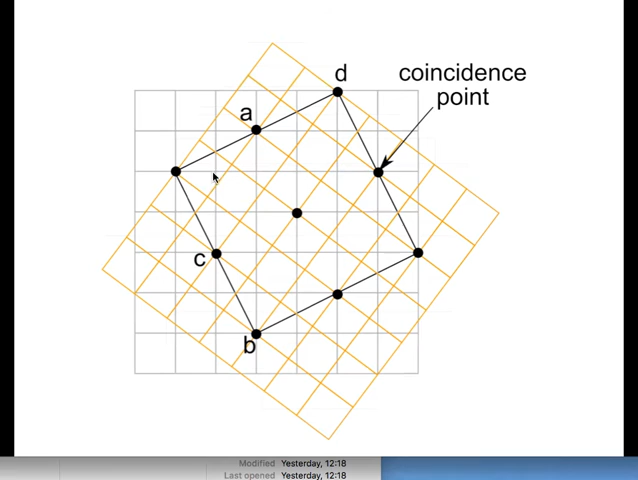 d
coincidence
point
a
c
b
Modified Yesterday, 12:18
Last opened Yesterday, 12:18